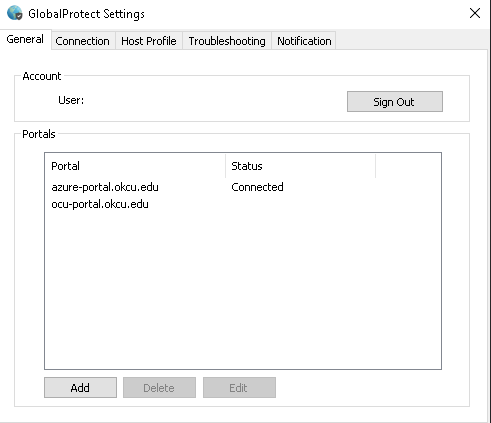 GlobalProtect Settings
General Connection Host Profile Troubleshooting Notification
Account
User:
Sign Out
Portals
Portal Status
azure-portal.okcu.edu Connected
ocu-portal.okcu.edu
Add Delete Edit